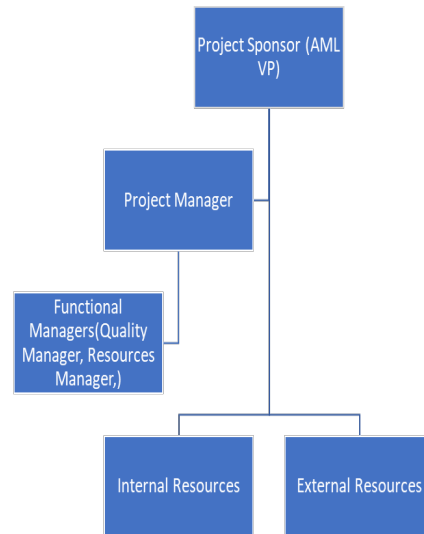 Project Sponsor (AML
VP)
Project Manager
Functional
Managers(Quality
Manager, Resources
Manager,)
Internal Resources
External Resources